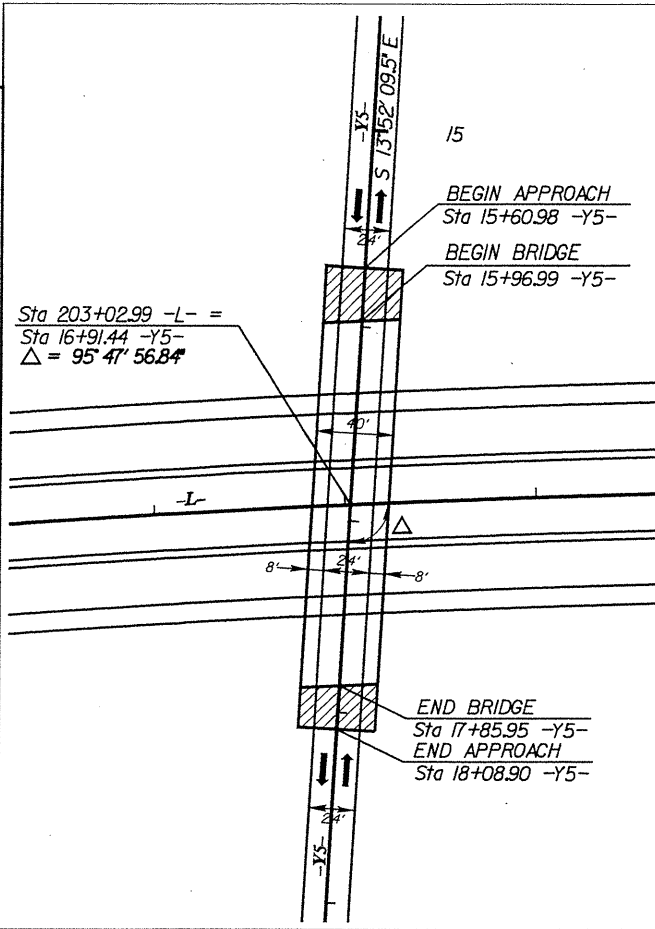 -Y5-
S 13°52' 09.5" E
15
BEGIN APPROACH
Sta 15+60.98 -Y5-
24'
BEGIN BRIDGE
Sta 15+96.99 -Y5-
Sta 203+02.99 -L- =
Sta 16+91.44 -Y5-
△ = 95° 47' 56.84"
40'
-L-
△
8'
24'
8'
END BRIDGE
Sta 17+85.95 -Y5-
END APPROACH
Sta 18+08.90 -Y5-
24'
-Y5-